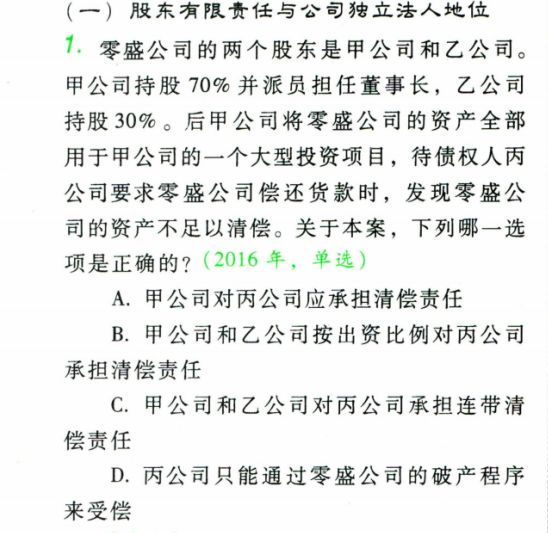 (一) 股东有限责任与公司独立法人地位
1. 零盛公司的两个股东是甲公司和乙公司。
甲公司持股 70% 并派员担任董事长，乙公司
持股 30%。后甲公司将零盛公司的资产全部
用于甲公司的一个大型投资项目，待债权人丙
公司要求零盛公司偿还货款时，发现零盛公
司的资产不足以清偿。关于本案，下列哪一选
项是正确的?（2016 年，单选）
A. 甲公司对丙公司应承担清偿责任
B. 甲公司和乙公司按出资比例对丙公司
承担清偿责任
C. 甲公司和乙公司对丙公司承担连带清
偿责任
D. 丙公司只能通过零盛公司的破产程序
来受偿